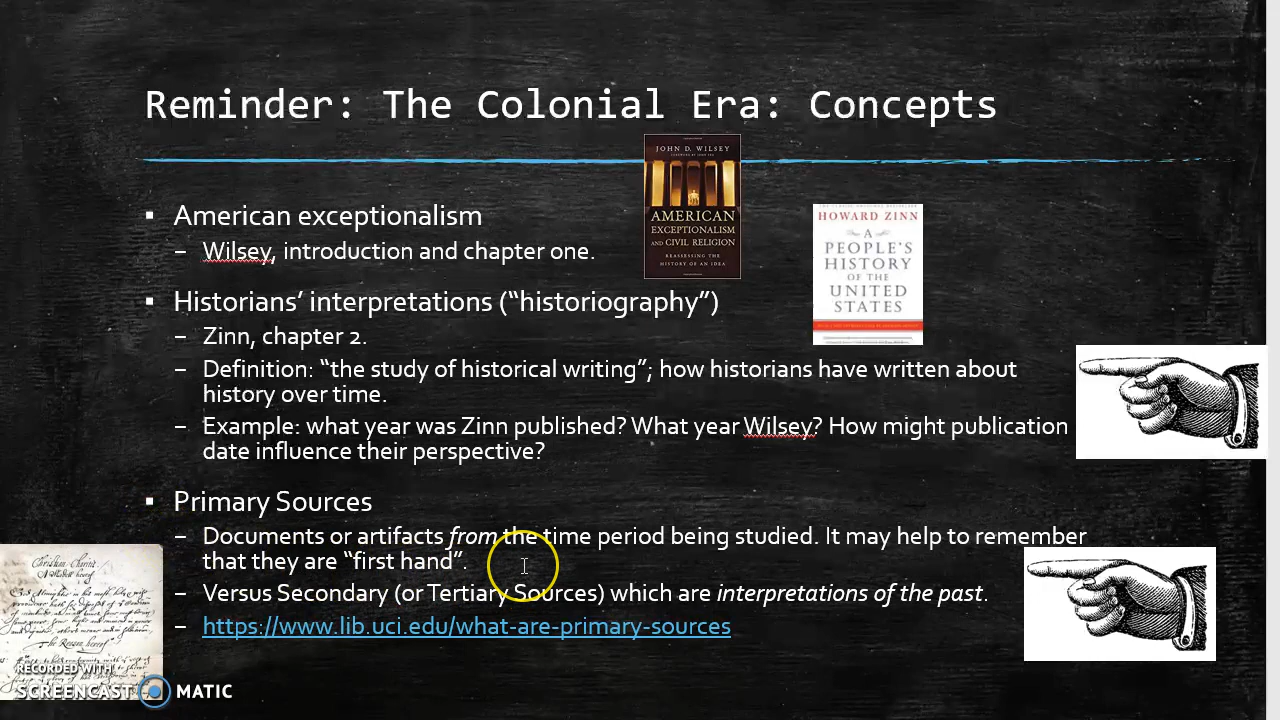 Reminder: The Colonial Era: Concepts
JOHN D. WILSEY
AMERICAN
EXCEPTIONALISM
AND CIVIL RELIGION
REASSESSING THE
HISTORY OF AN IDEA
HOWARD ZINN
A
PEOPLE'S
HISTORY
OF THE
UNITED
STATES
▪ American exceptionalism
– Wilsey, introduction and chapter one.
▪ Historians’ interpretations (“historiography”)
– Zinn, chapter 2.
– Definition: “the study of historical writing”; how historians have written about
history over time.
– Example: what year was Zinn published? What year Wilsey? How might publication
date influence their perspective?
▪ Primary Sources
– Documents or artifacts from the time period being studied. It may help to remember
that they are “first hand”.
– Versus Secondary (or Tertiary Sources) which are interpretations of the past.
– https://www.lib.uci.edu/what-are-primary-sources
RECORDED WITH
SCREENCAST MATIC